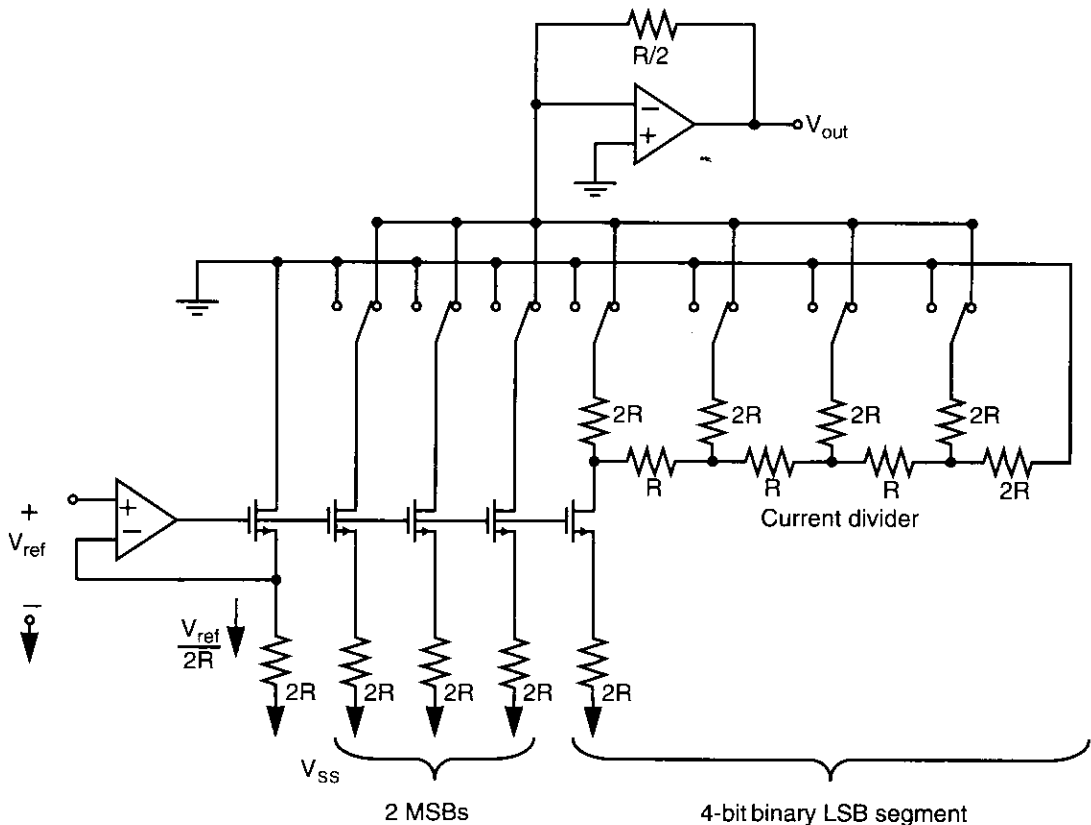 R/2
−
+
V_out
2R
2R
2R
2R
R
R
R
2R
Current divider
+
−
+
V_ref
−
V_ref
2R
2R
2R
2R
2R
2R
V_SS
2 MSBs
4-bit binary LSB segment